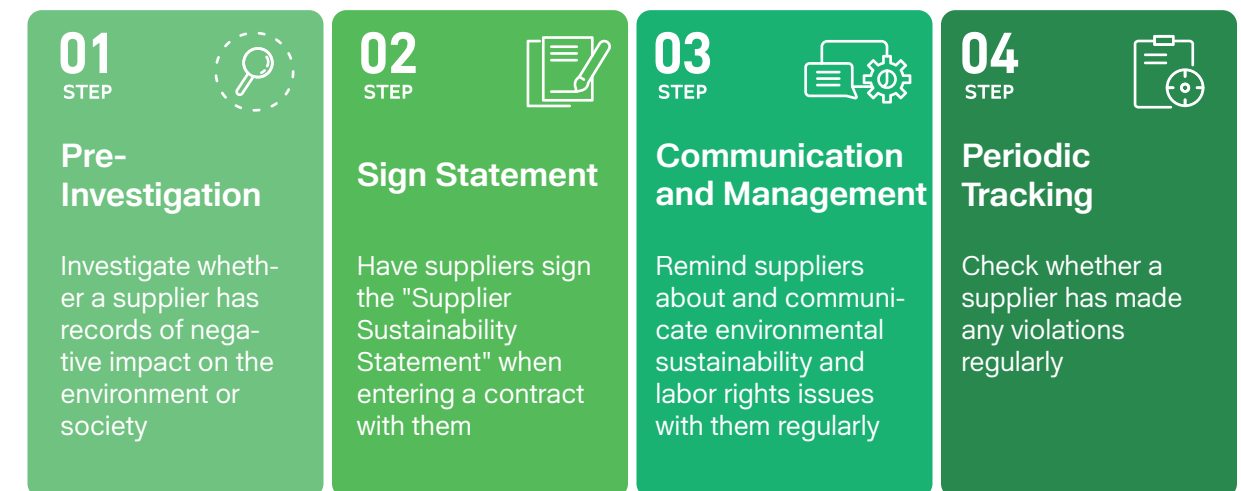 01
STEP
Pre-
Investigation
Investigate wheth-
er a supplier has
records of nega-
tive impact on the
environment or
society
02
STEP
Sign Statement
Have suppliers sign
the "Supplier
Sustainability
Statement" when
entering a contract
with them
03
STEP
Communication
and Management
Remind suppliers
about and communi-
cate environmental
sustainability and
labor rights issues
with them regularly
04
STEP
Periodic
Tracking
Check whether a
supplier has made
any violations
regularly